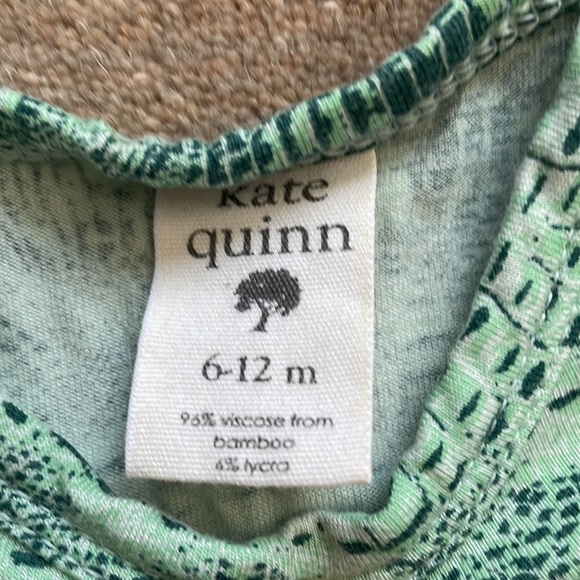 kate
quinn
6-12 m
96% viscose from
bamboo
4% lycra